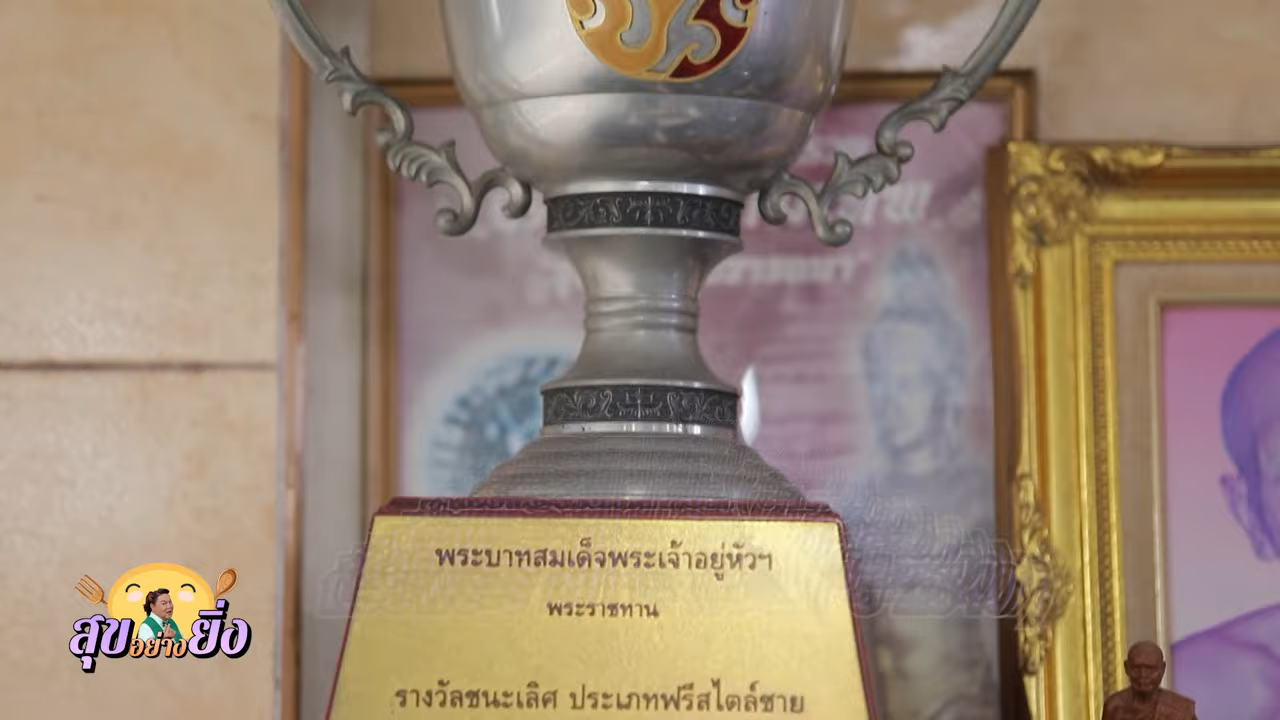 พระบาทสมเด็จพระเจ้าอยู่หัวฯ
พระราชทาน
รางวัลชนะเลิศ ประเภทฟรีสไตล์ชาย
สุขอย่างยิ่ง